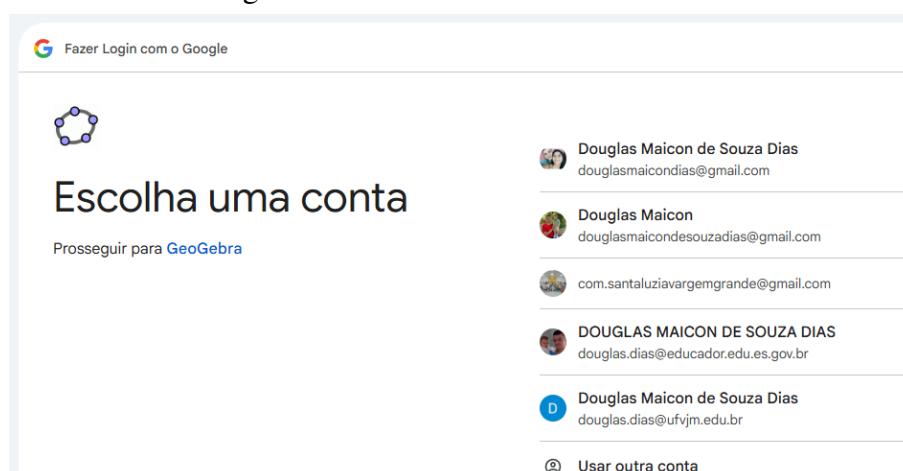 Fazer Login com o Google
Escolha uma conta
Prosseguir para GeoGebra
Douglas Maicon de Souza Dias
douglasmaicondias@gmail.com
Douglas Maicon
douglasmaicondesouzadias@gmail.com
com.santaluziavargemgrande@gmail.com
DOUGLAS MAICON DE SOUZA DIAS
douglas.dias@educador.edu.es.gov.br
D
Douglas Maicon de Souza Dias
douglas.dias@ufvjm.edu.br
Usar outra conta